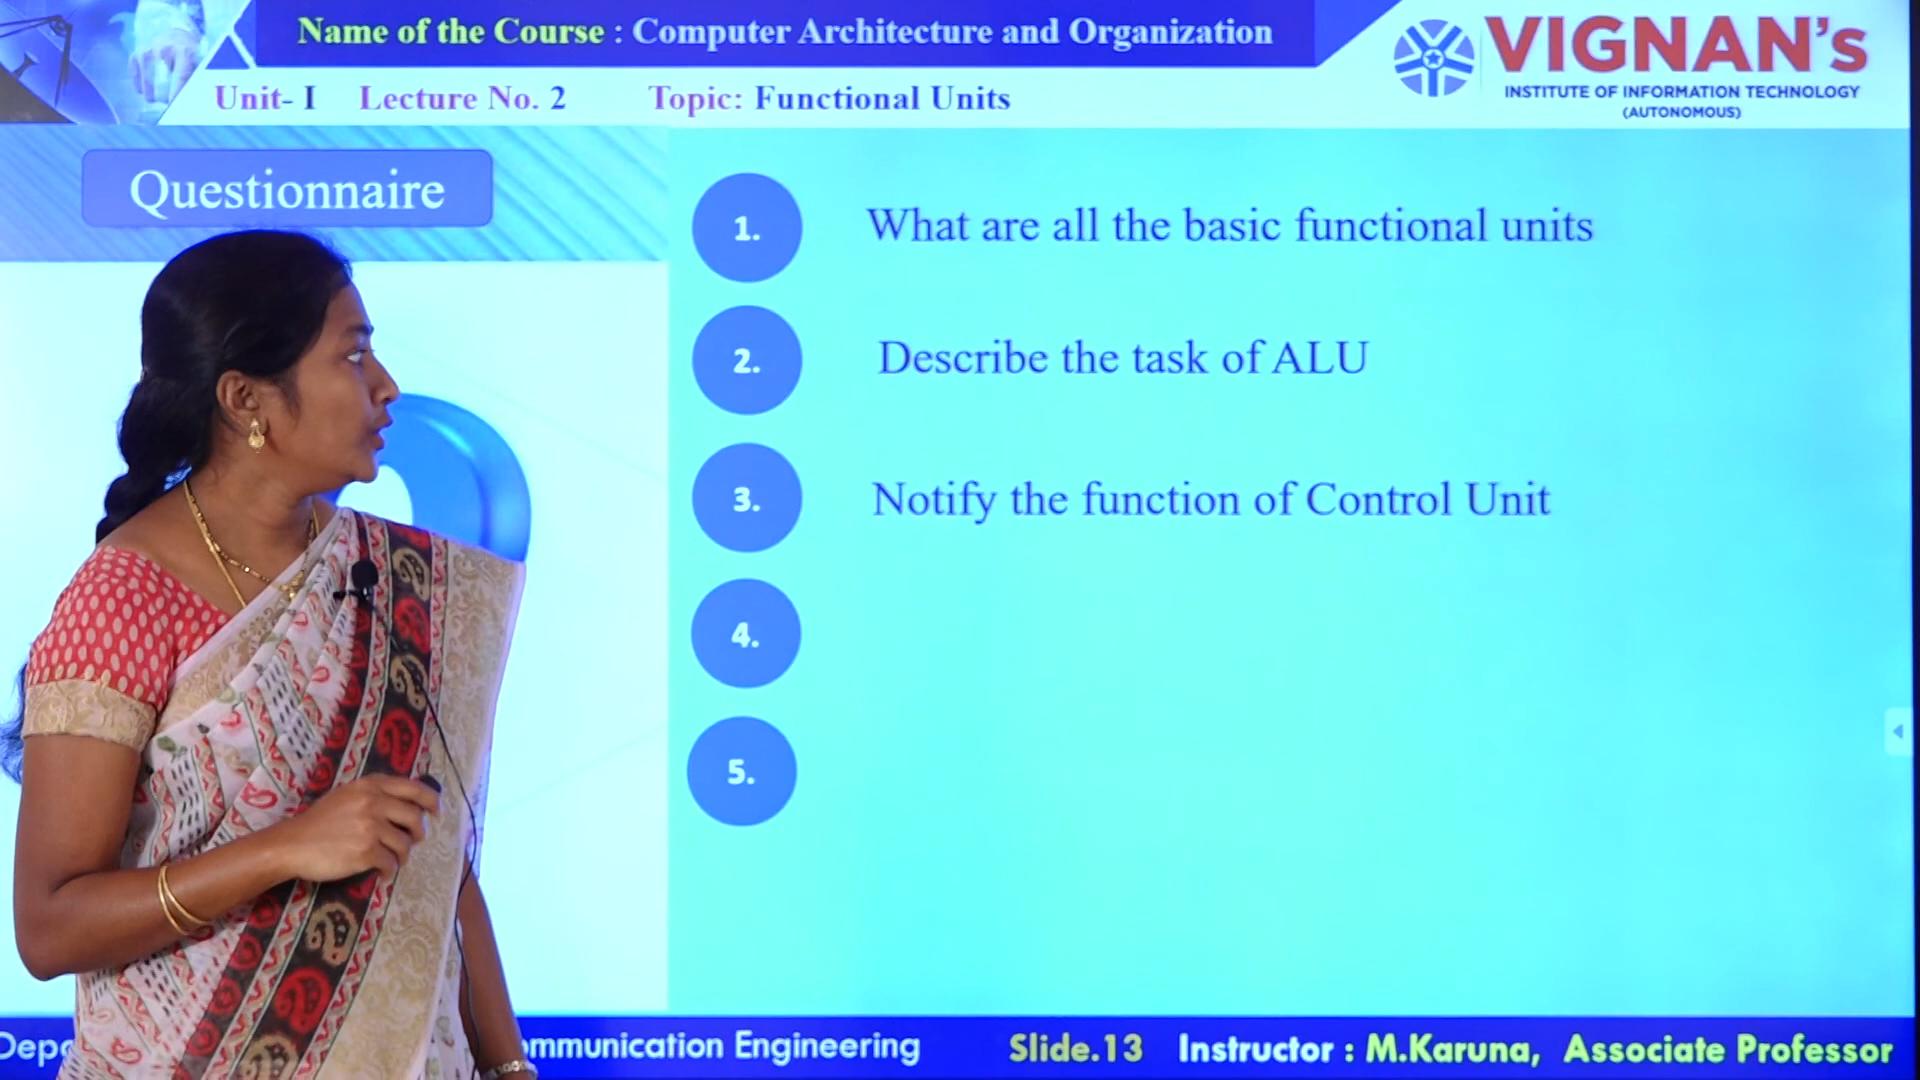 Name of the Course : Computer Architecture and Organization
VIGNAN's
INSTITUTE OF INFORMATION TECHNOLOGY
(AUTONOMOUS)
Unit- I Lecture No. 2 Topic: Functional Units
Questionnaire
1. What are all the basic functional units
2. Describe the task of ALU
3. Notify the function of Control Unit
4.
5.
Engineering Slide.13 Instructor : M.Karuna, Associate Professor